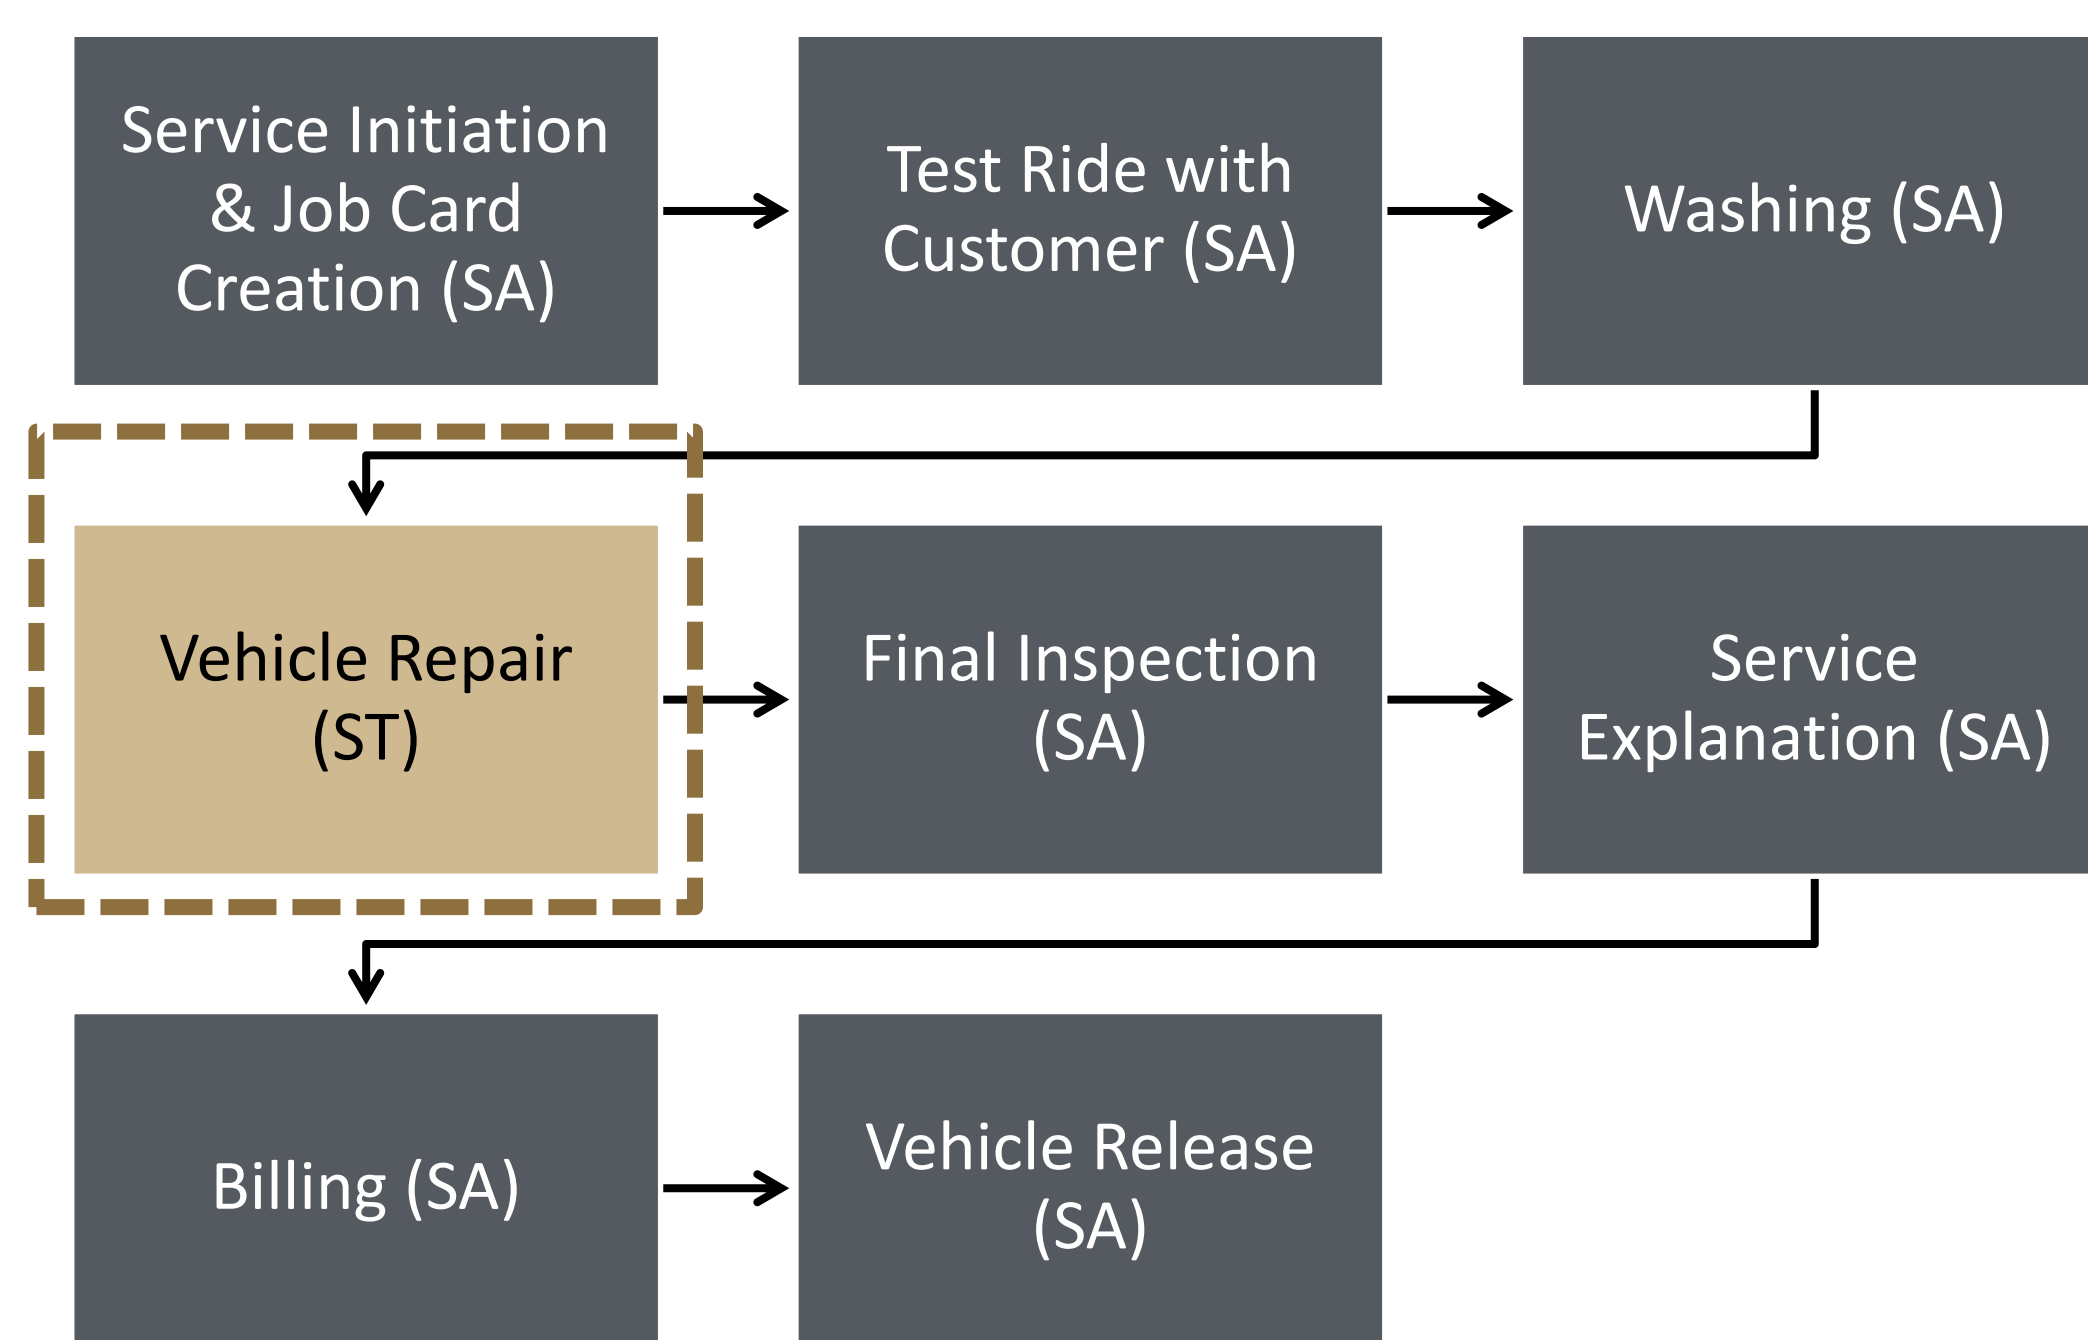 Service Initiation
& Job Card
Creation (SA)
Test Ride with
Customer (SA)
Washing (SA)
Vehicle Repair
(ST)
Final Inspection
(SA)
Service
Explanation (SA)
Billing (SA)
Vehicle Release
(SA)